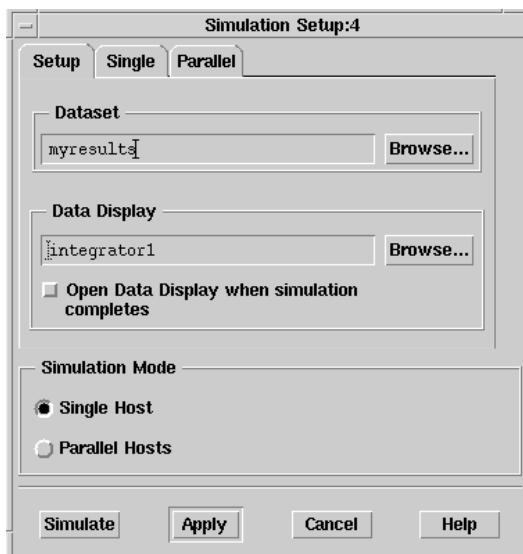 Simulation Setup:4
Setup Single Parallel
Dataset
myresults Browse...
Data Display
integrator1 Browse...
Open Data Display when simulation
completes
Simulation Mode
Single Host
Parallel Hosts
Simulate Apply Cancel Help